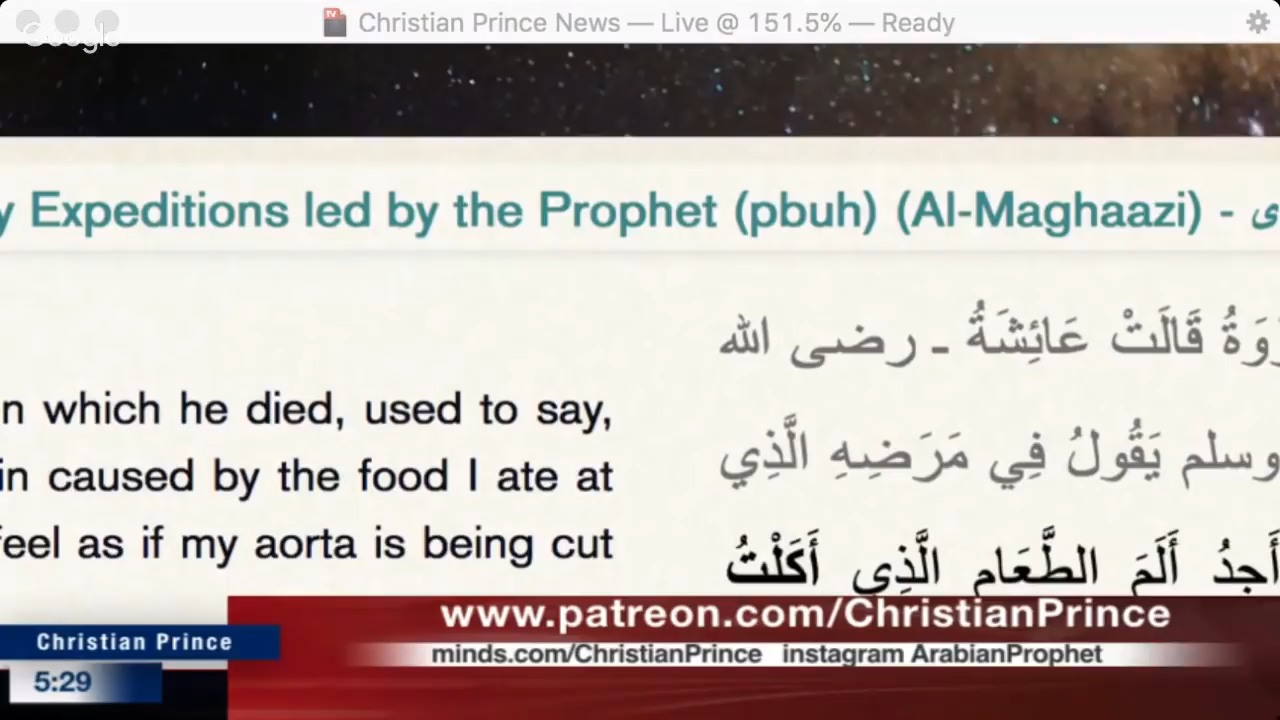 Christian Prince News — Live @ 151.5% — Ready
Google
Expeditions led by the Prophet (pbuh) (Al-Maghaazi) -
which he died, used to say,
caused by the food I ate at
feel as if my aorta is being cut
قَالَتْ عَائِشَةُ ـ رضى الله
وسلم يَقُولُ فِي مَرَضِهِ الَّذِي
أَجِدُ أَلَمَ الطَّعَامِ الَّذِي أَكَلْتُ
www.patreon.com/ChristianPrince
minds.com/ChristianPrince instagram ArabianProphet
Christian Prince
5:29